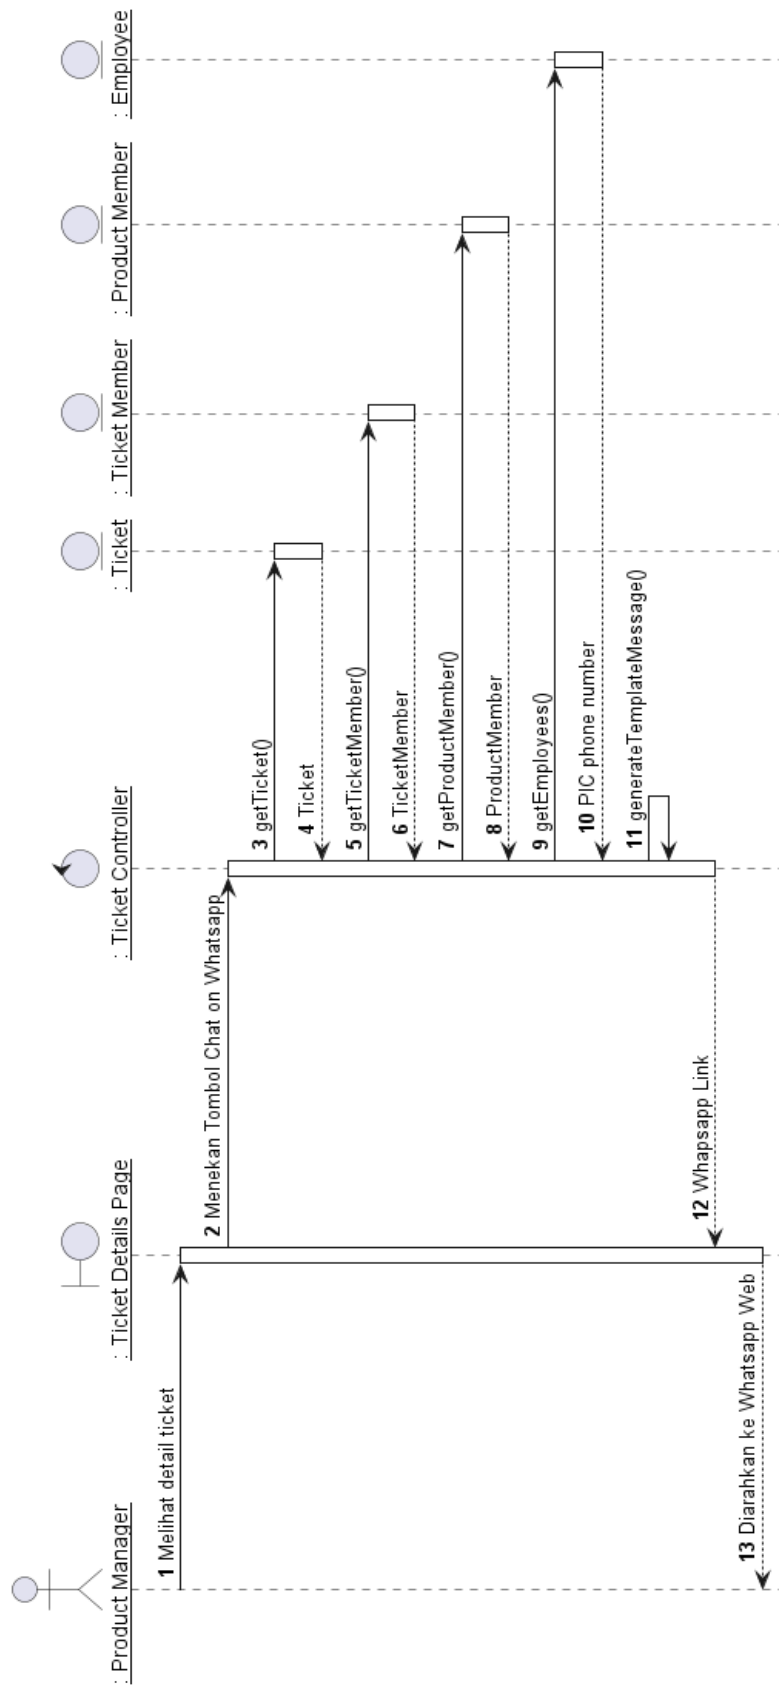 : Product Manager
: Ticket Details Page
: Ticket Controller
: Ticket
: Ticket Member
: Product Member
: Employee
1 Melihat detail ticket
2 Menekan Tombol Chat on Whatsapp
3 getTicket()
4 Ticket
5 getTicketMember()
6 TicketMember
7 getProductMember()
8 ProductMember
9 getEmployees()
10 PIC phone number
11 generateTemplateMessage()
12 Whapsapp Link
13 Diarahkan ke Whatsapp Web